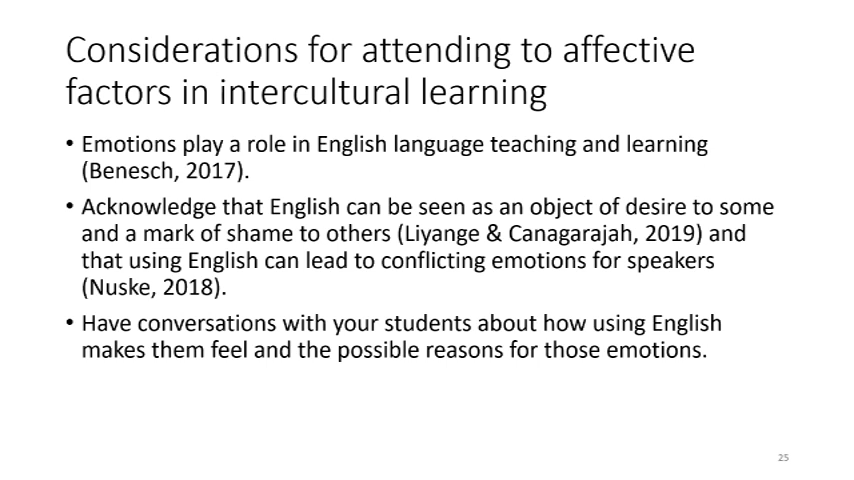 Considerations for attending to affective
factors in intercultural learning
• Emotions play a role in English language teaching and learning
(Benesch, 2017).
• Acknowledge that English can be seen as an object of desire to some
and a mark of shame to others (Liyange & Canagarajah, 2019) and
that using English can lead to conflicting emotions for speakers
(Nuske, 2018).
• Have conversations with your students about how using English
makes them feel and the possible reasons for those emotions.
25